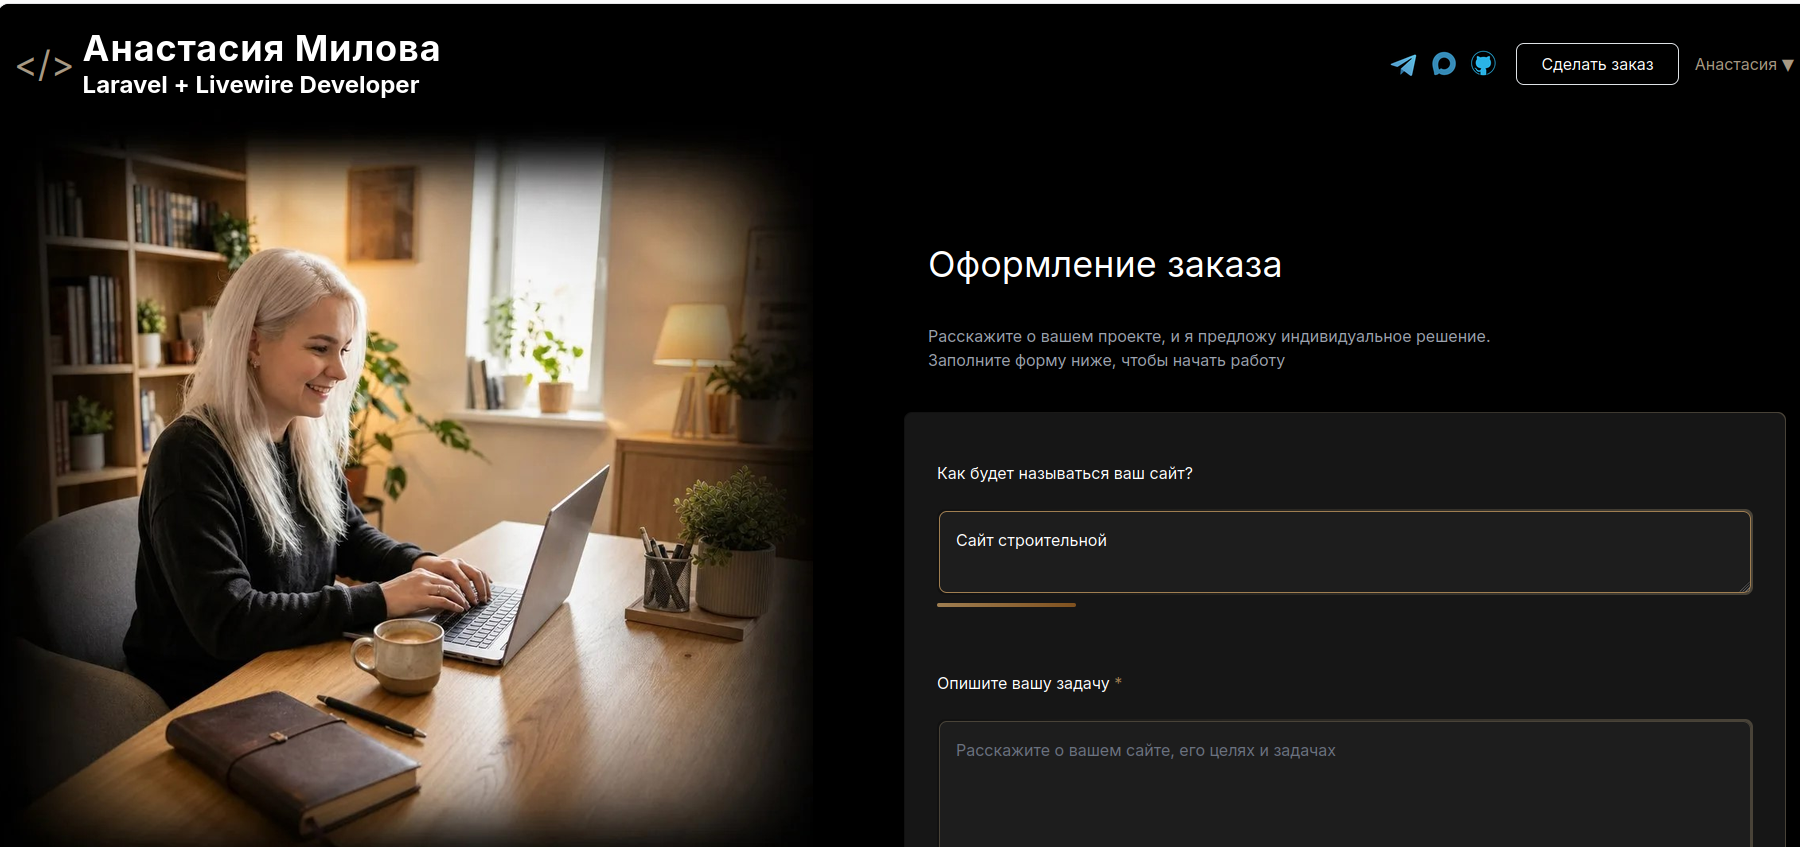 </> Анастасия Милова
Laravel + Livewire Developer
Сделать заказ
Анастасия ▼
Оформление заказа
Расскажите о вашем проекте, и я предложу индивидуальное решение.
Заполните форму ниже, чтобы начать работу
Как будет называться ваш сайт?
Сайт строительной
Опишите вашу задачу *
Расскажите о вашем сайте, его целях и задачах